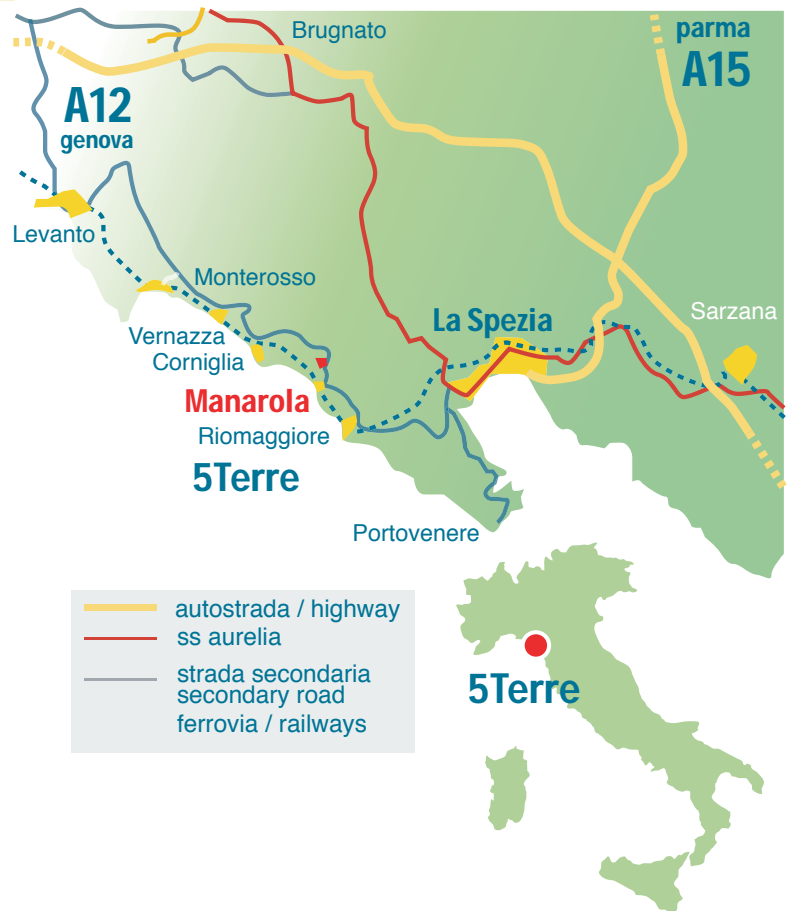 Brugnato
parma
A15
A12
genova
Levanto
Monterosso
La Spezia
Sarzana
Vernazza
Corniglia
Manarola
Riomaggiore
5Terre
Portovenere
autostrada / highway
ss aurelia
strada secondaria
secondary road
ferrovia / railways
5Terre